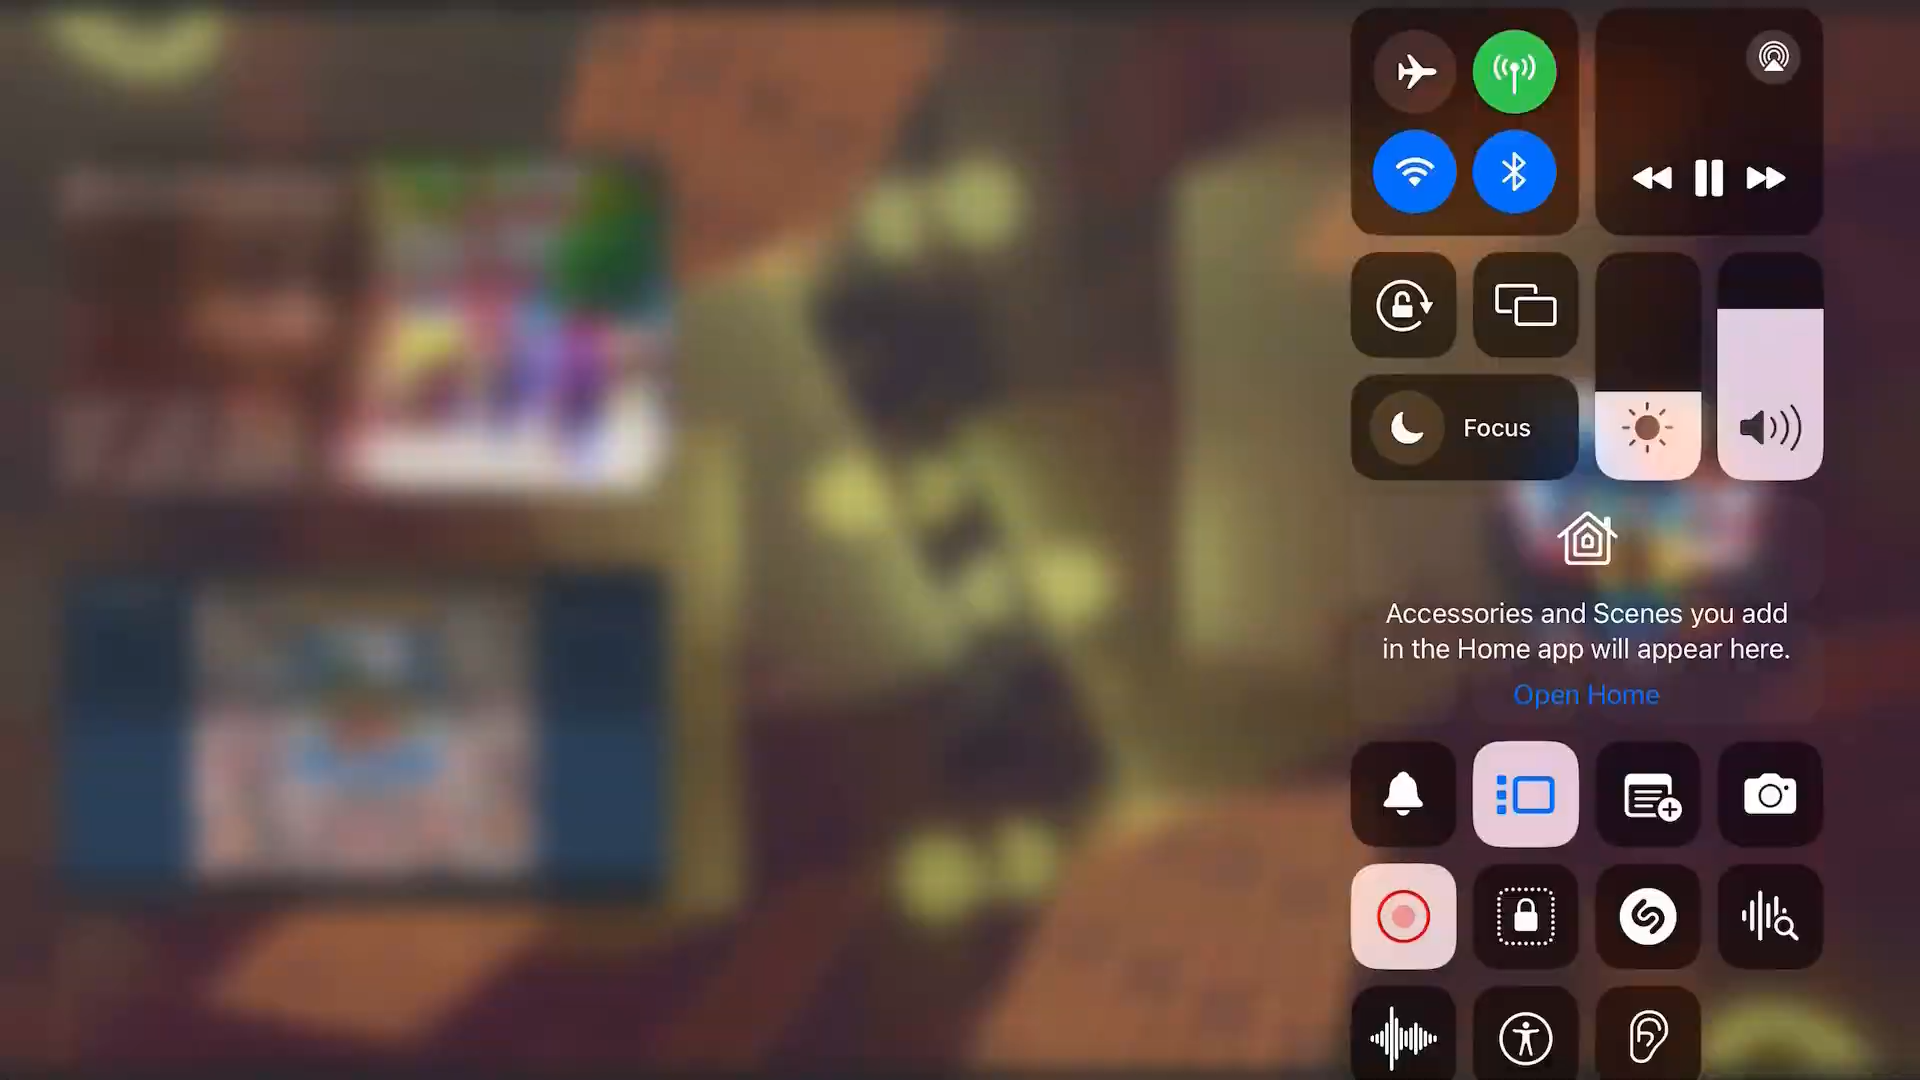 Focus
Accessories and Scenes you add
in the Home app will appear here.
Open Home